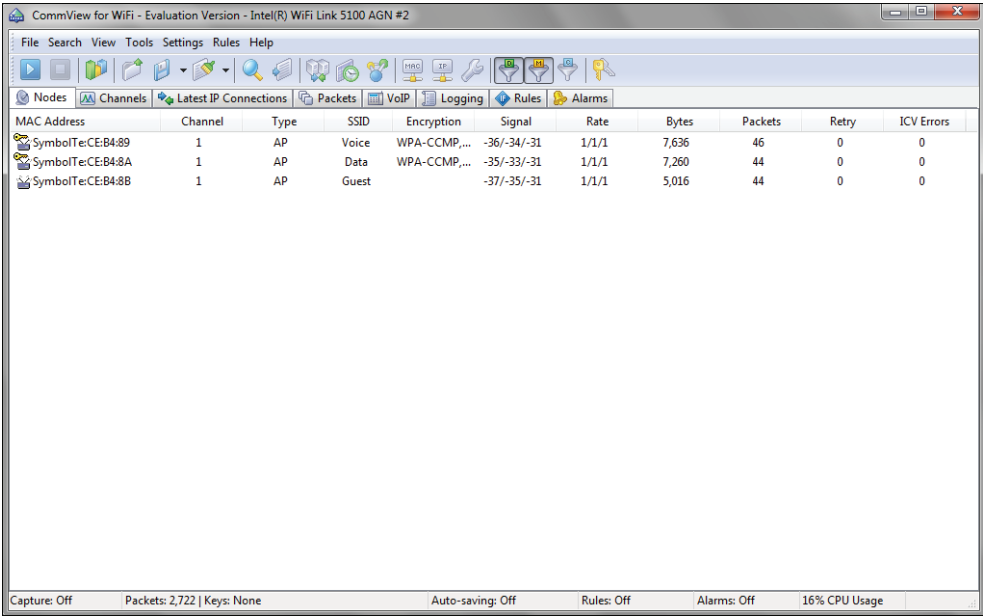 CommView for WiFi - Evaluation Version - Intel(R) WiFi Link 5100 AGN #2
File Search View Tools Settings Rules Help
MAC IP D M C
Nodes Channels Latest IP Connections Packets VoIP Logging Rules Alarms
MAC Address Channel Type SSID Encryption Signal Rate Bytes Packets Retry ICV Errors
SymbolTe:CE:B4:89 1 AP Voice WPA-CCMP,... -36/-34/-31 1/1/1 7,636 46 0 0
SymbolTe:CE:B4:8A 1 AP Data WPA-CCMP,... -35/-33/-31 1/1/1 7,260 44 0 0
SymbolTe:CE:B4:8B 1 AP Guest -37/-35/-31 1/1/1 5,016 44 0 0
Capture: Off Packets: 2,722 | Keys: None Auto-saving: Off Rules: Off Alarms: Off 16% CPU Usage